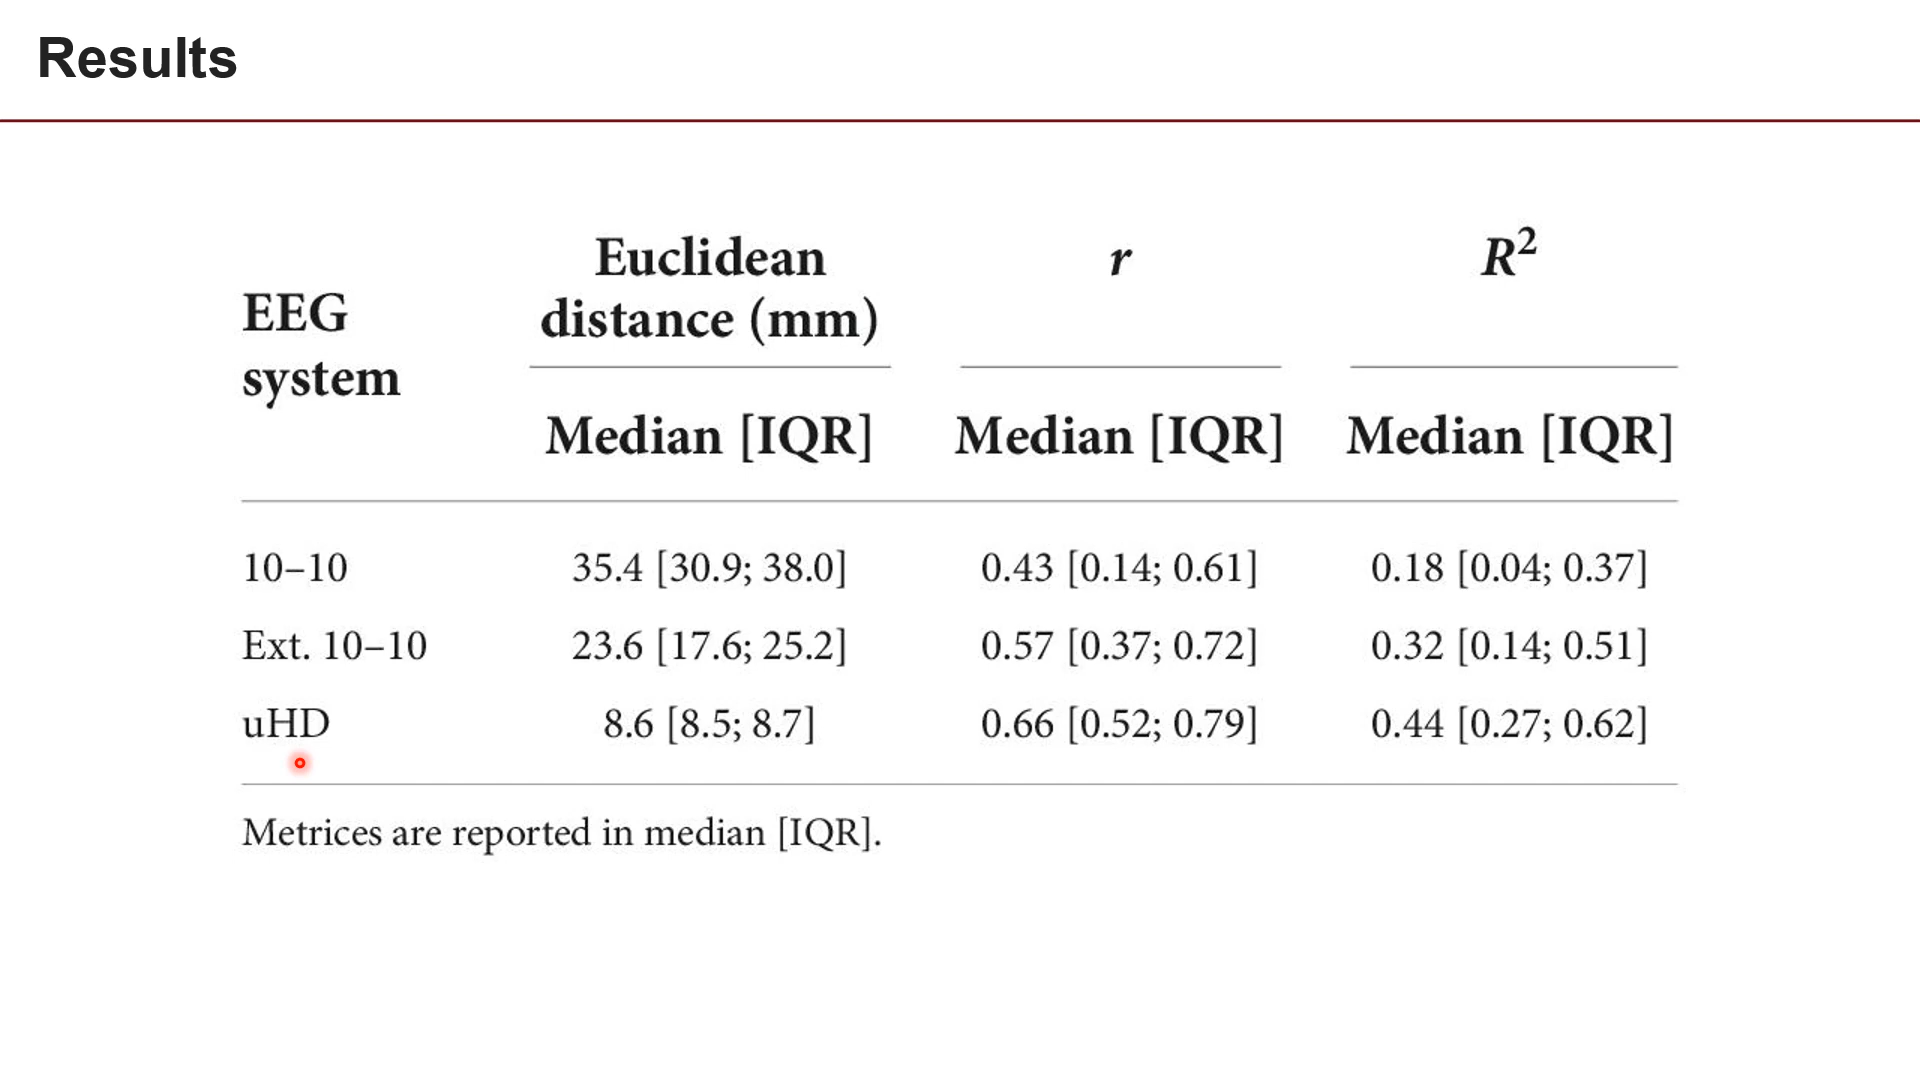 Results
EEG system
Euclidean distance (mm)
r
R²
Median [IQR] Median [IQR] Median [IQR]
10–10 35.4 [30.9; 38.0] 0.43 [0.14; 0.61] 0.18 [0.04; 0.37]
Ext. 10–10 23.6 [17.6; 25.2] 0.57 [0.37; 0.72] 0.32 [0.14; 0.51]
uHD 8.6 [8.5; 8.7] 0.66 [0.52; 0.79] 0.44 [0.27; 0.62]
Metrices are reported in median [IQR].